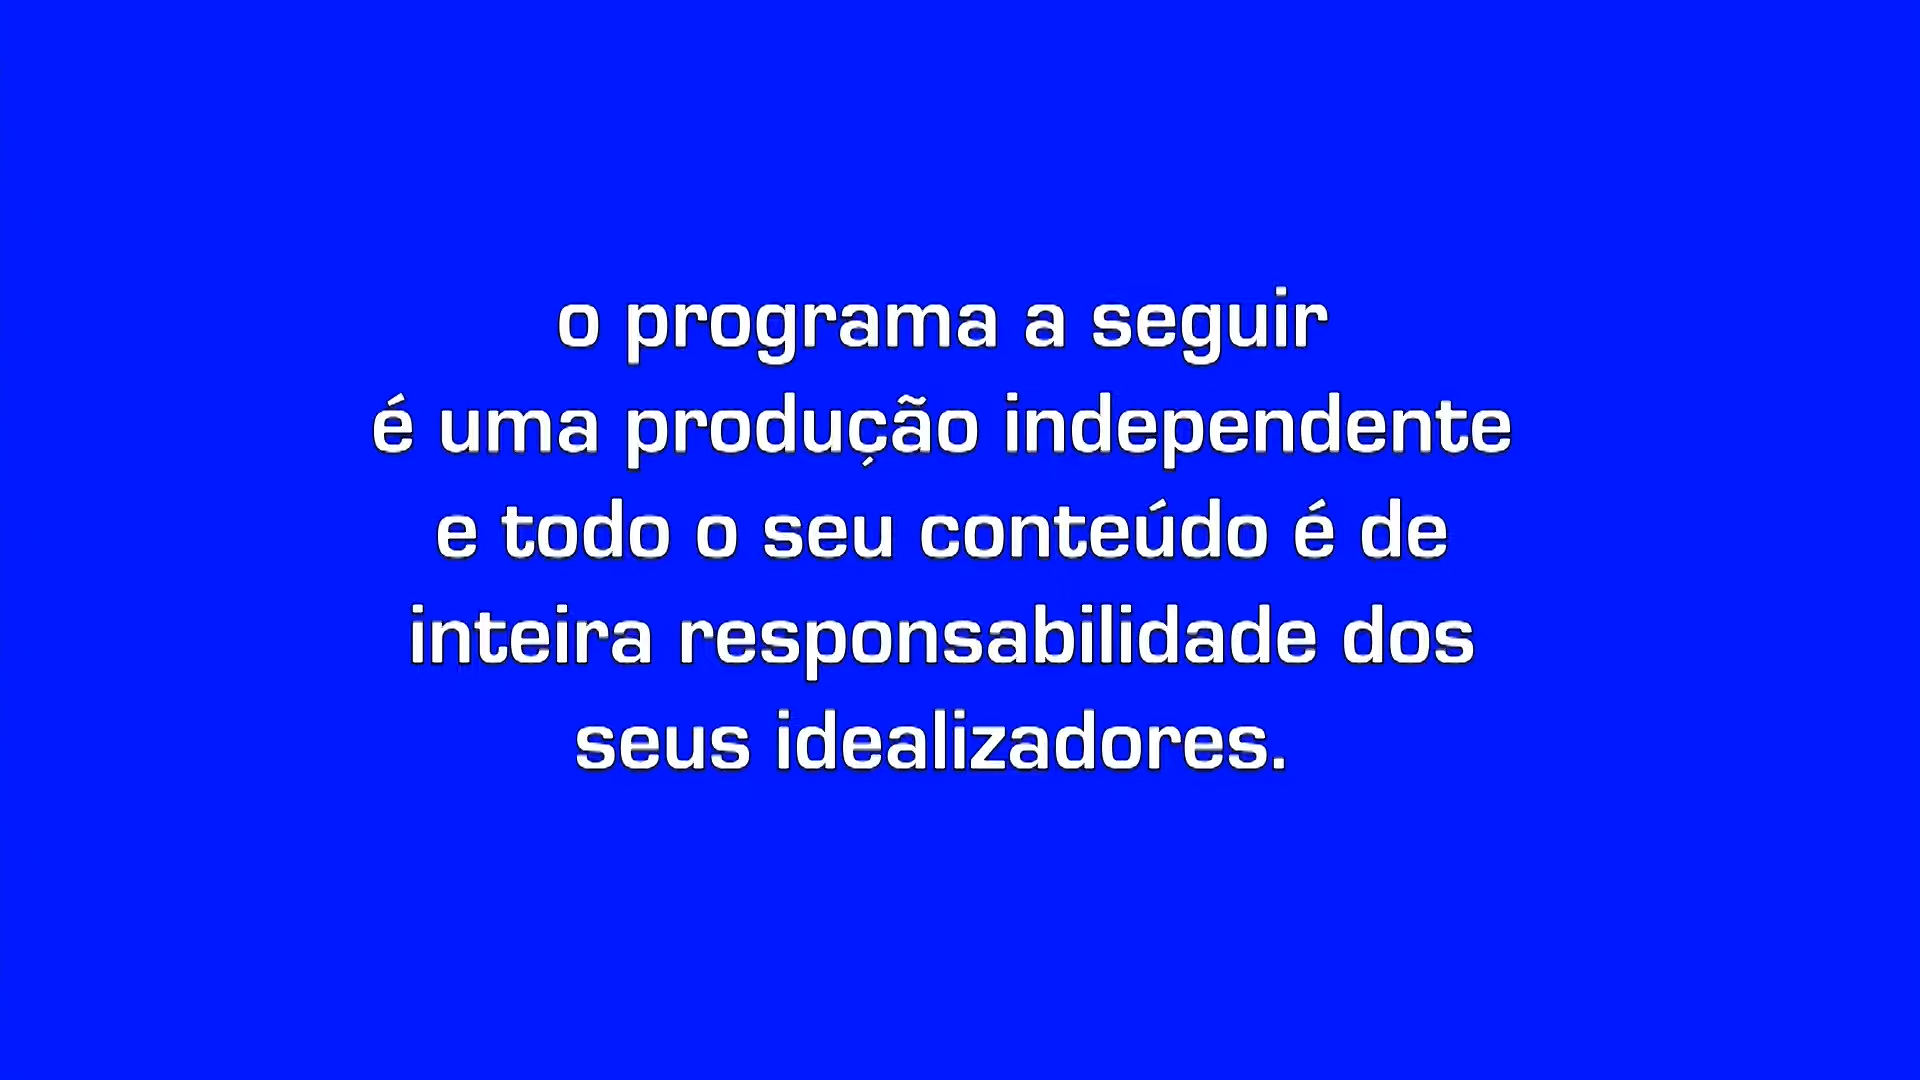 o programa a seguir
é uma produção independente
e todo o seu conteúdo é de
inteira responsabilidade dos
seus idealizadores.